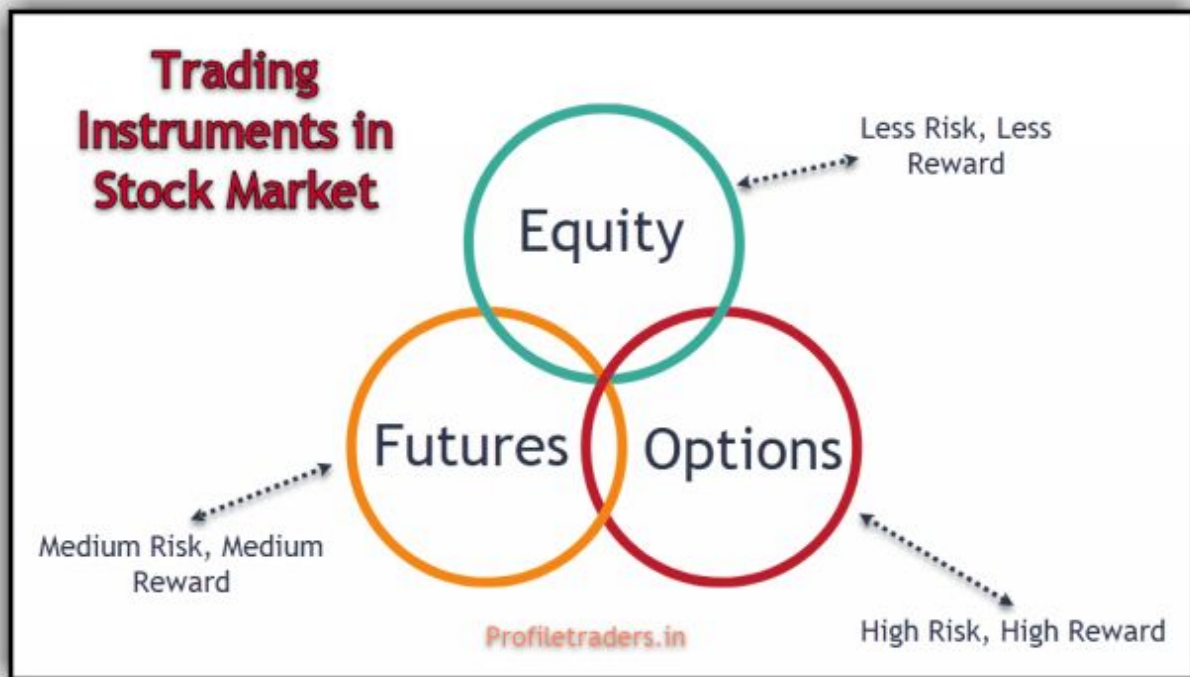 Trading
Instruments in
Stock Market
Less Risk, Less
Reward
Equity
Futures
Options
Medium Risk, Medium
Reward
High Risk, High Reward
Profiletraders.in